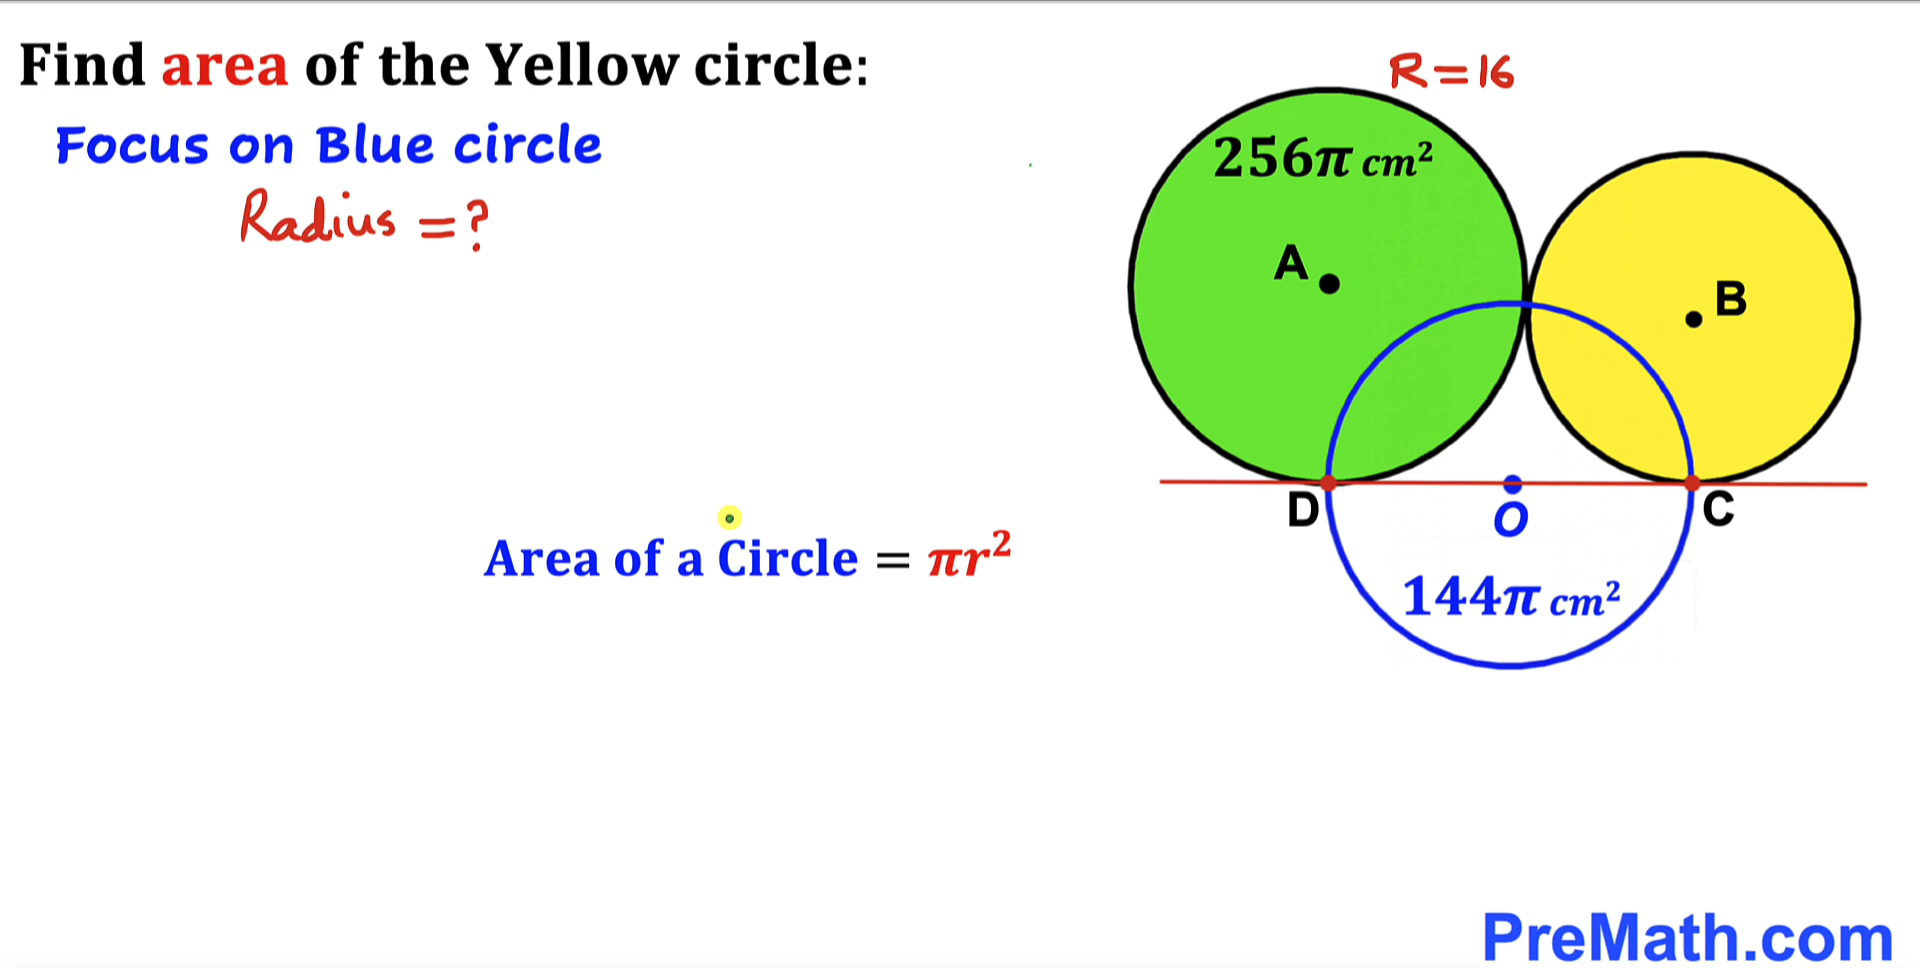 Find area of the Yellow circle:
Focus on Blue circle
Radius = ?
R = 16
256π cm²
A
B
D
O
C
144π cm²
Area of a Circle = πr²
PreMath.com